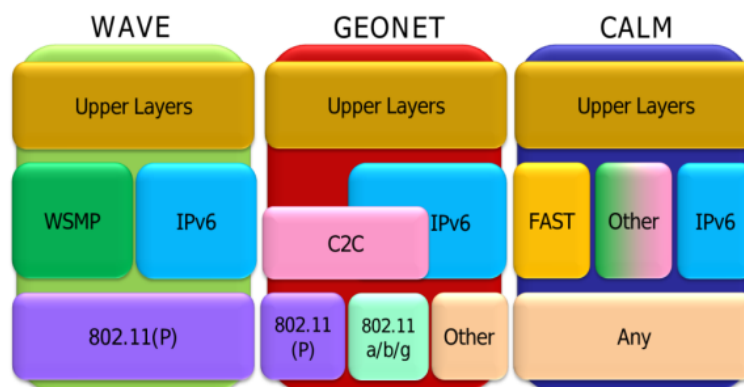 WAVE GEONET CALM
Upper Layers Upper Layers Upper Layers
WSMP IPv6 C2C IPv6 FAST Other IPv6
802.11(P) 802.11 802.11 Other Any
(P) a/b/g